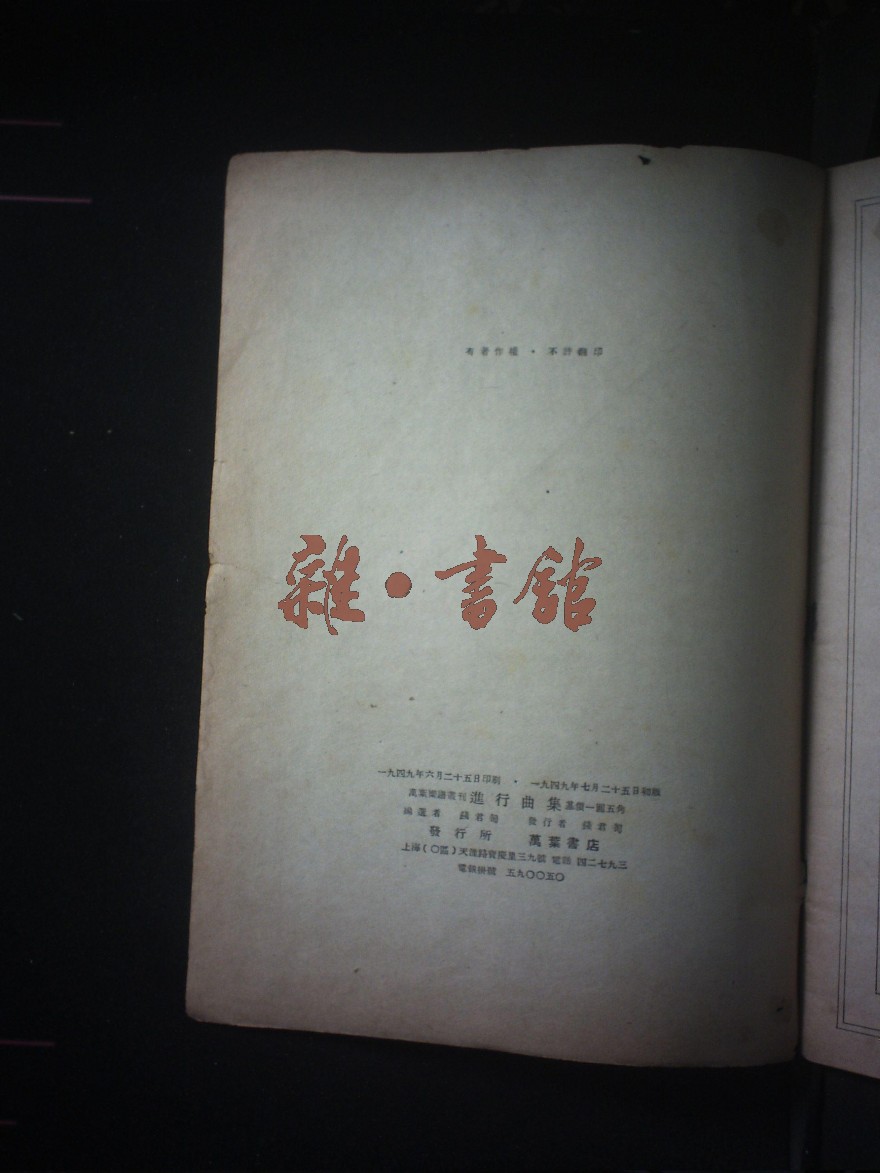 有著作權・不許翻印
雜・書館
一九四九年六月二十五日印刷・一九四九年七月二十五日初版
萬葉樂譜叢刊 進行曲集 基價一圓五角
編選者 錢君匋 發行者 錢君匋
發行所 萬葉書店
上海(〇區)天潼路寶慶里三九號 電話 四二七九三
電報掛號 五九〇〇五〇